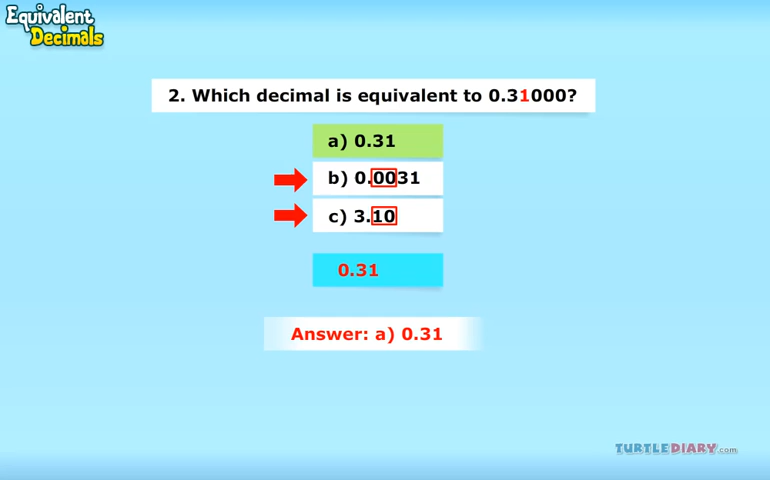 Equivalent
Decimals
2. Which decimal is equivalent to 0.31000?
a) 0.31
b) 0.0031
c) 3.10
0.31
Answer: a) 0.31
TURTLEDIARY.com